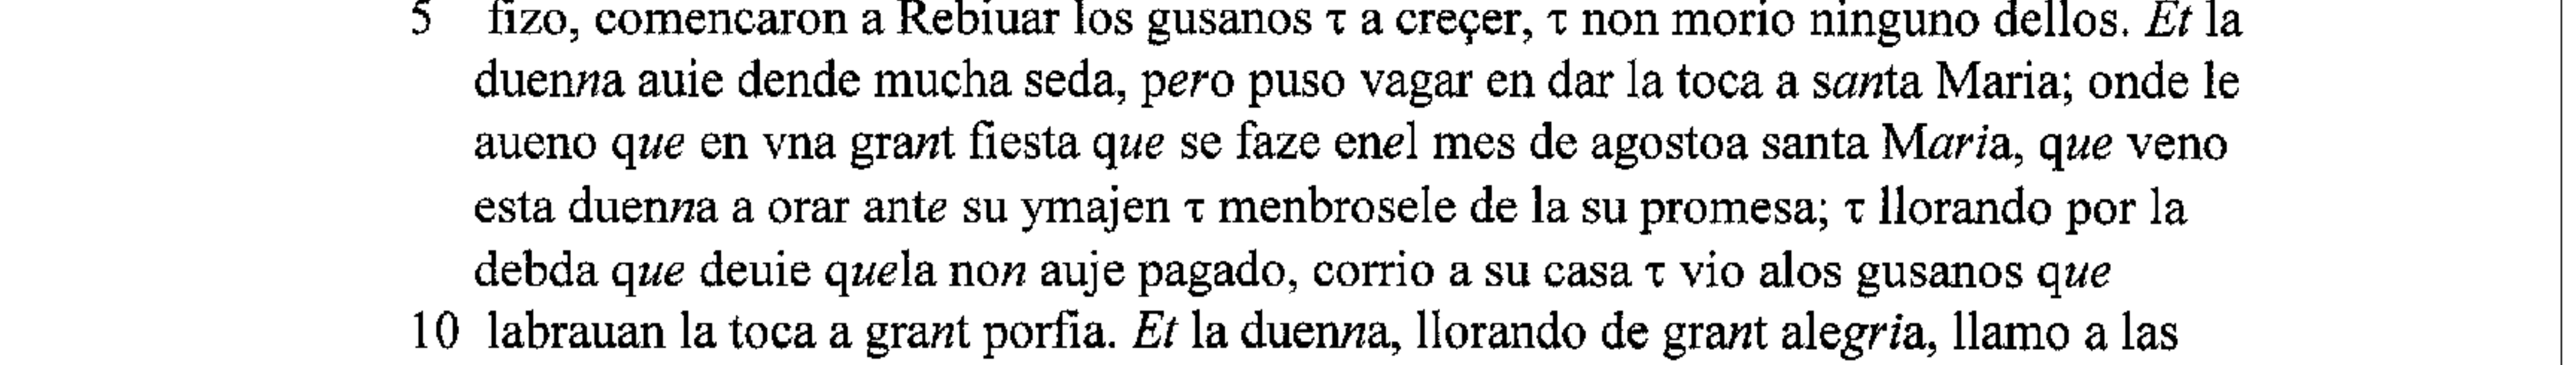 5 fizo, comencaron a Rebiuar los gusanos τ a creçer, τ non morio ninguno dellos. Et la
duenna auie dende mucha seda, pero puso vagar en dar la toca a santa Maria; onde le
aueno que en vna grant fiesta que se faze enel mes de agostoa santa Maria, que veno
esta duenna a orar ante su ymajen τ menbrosele de la su promesa; τ llorando por la
debda que deuie quela non auje pagado, corrio a su casa τ vio alos gusanos que
10 labrauan la toca a grant porfia. Et la duenna, llorando de grant alegria, llamo a las